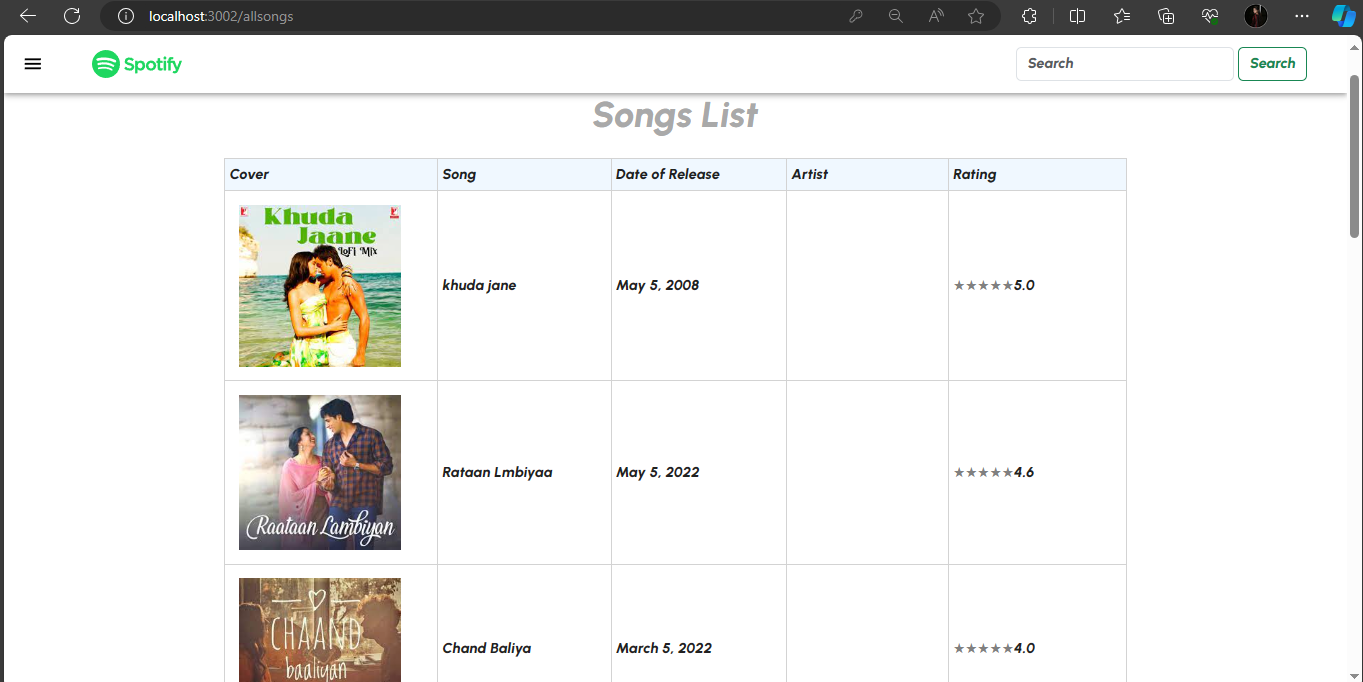 localhost:3002/allsongs
Spotify
Search Search
Songs List
Cover Song Date of Release Artist Rating
Khuda
Jaane
LoFi Mix
khuda jane May 5, 2008 ★★★★★5.0
Raataan Lambiyan
Rataan Lmbiyaa May 5, 2022 ★★★★★4.6
CHAAND
baaliyan
Chand Baliya March 5, 2022 ★★★★★4.0